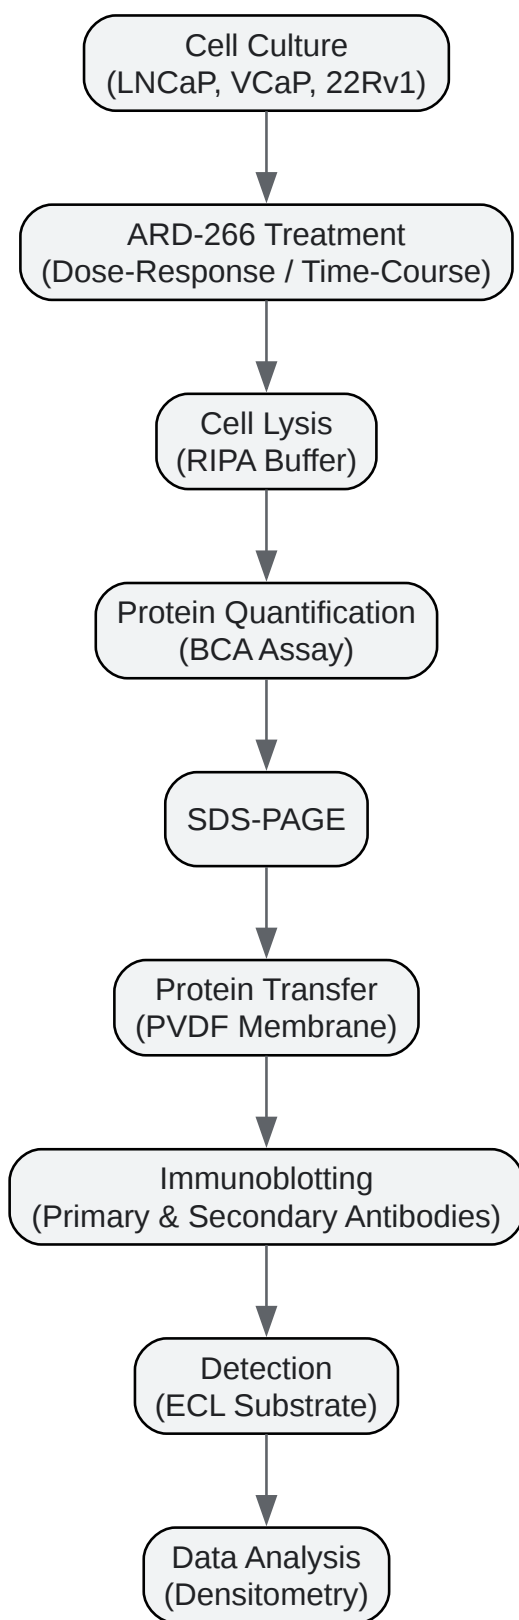 Cell Culture
(LNCaP, VCaP, 22Rv1)
ARD-266 Treatment
(Dose-Response / Time-Course)
Cell Lysis
(RIPA Buffer)
Protein Quantification
(BCA Assay)
SDS-PAGE
Protein Transfer
(PVDF Membrane)
Immunoblotting
(Primary & Secondary Antibodies)
Detection
(ECL Substrate)
Data Analysis
(Densitometry)